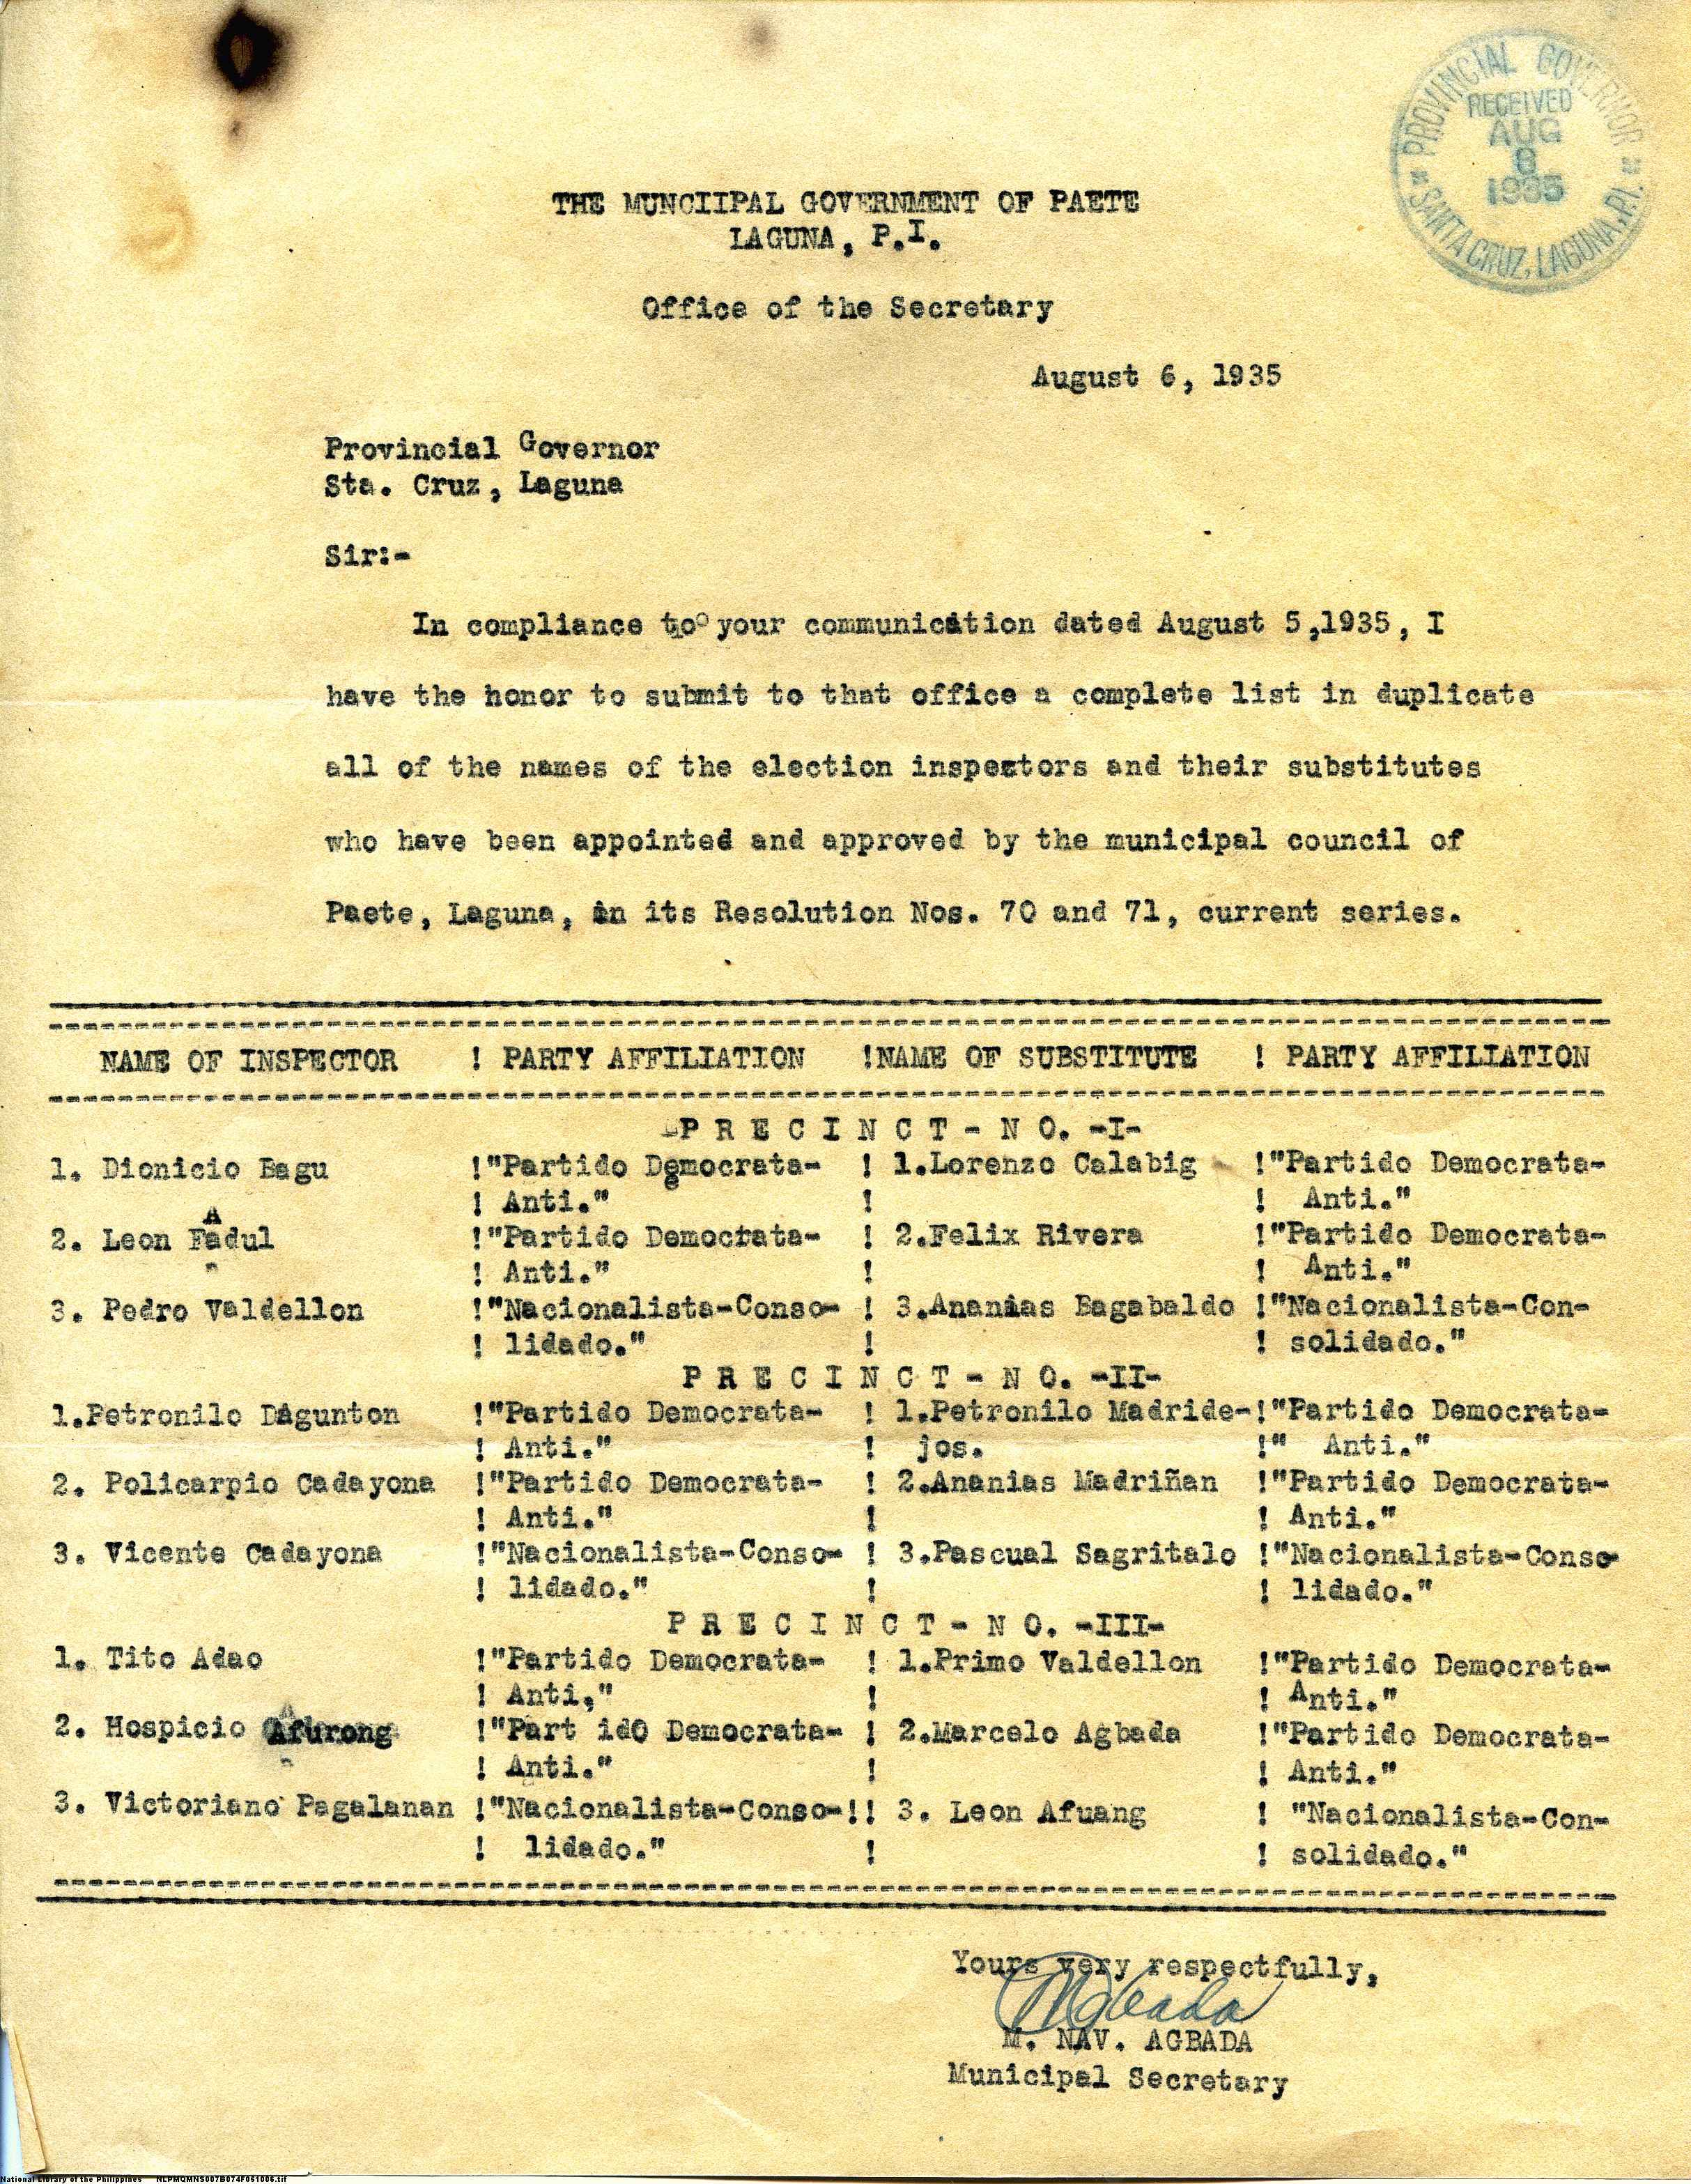 PROVINCIAL GOVERNOR
RECEIVED
AUG
8
1935
SANTA CRUZ, LAGUNA, P.I.
THE MUNCIIPAL GOVERNMENT OF PAETE
LAGUNA, P.I.
Office of the Secretary
August 6, 1935
Provincial Governor
Sta. Cruz, Laguna
Sir:-
In compliance to your communication dated August 5,1935, I
have the honor to submit to that office a complete list in duplicate
all of the names of the election inspectors and their substitutes
who have been appointed and approved by the municipal council of
Paete, Laguna, in its Resolution Nos. 70 and 71, current series.
NAME OF INSPECTOR ! PARTY AFFILIATION !NAME OF SUBSTITUTE ! PARTY AFFILIATION
-P R E C I N C T - N O. -I-
1. Dionicio Bagu !"Partido Democrata- ! 1.Lorenzo Calabig !"Partido Democrata-
! Anti." ! ! Anti."
2. Leon Fadul !"Partido Democrata- ! 2.Felix Rivera !"Partido Democrata-
! Anti." ! ! Anti."
3. Pedro Valdellon !"Nacionalista-Conso- ! 3.Ananias Bagabaldo !"Nacionalista-Con-
! lidado." ! ! solidado."
P R E C I N C T - N O. -II-
1.Petronilo Dagunton !"Partido Democrata- ! 1.Petronilo Madride-!"Partido Democrata-
! Anti." ! jos. !" Anti."
2. Policarpio Cadayona !"Partido Democrata- ! 2.Ananias Madriñan !"Partido Democrata-
! Anti." ! ! Anti."
3. Vicente Cadayona !"Nacionalista-Conso- ! 3.Pascual Sagritalo !"Nacionalista-Conso-
! lidado." ! ! lidado."
P R E C I N C T - N O. -III-
1. Tito Adao !"Partido Democrata- ! 1.Primo Valdellon !"Partido Democrata-
! Anti," ! ! Anti."
2. Hospicio Afurong !"Part idO Democrata- ! 2.Marcelo Agbada !"Partido Democrata-
! Anti." ! ! Anti."
3. Victoriano Pagalanan !"Nacionalista-Conso-!! 3. Leon Afuang ! "Nacionalista-Con-
! lidado." ! ! solidado."
Yours very respectfully,
MAgbada
M. NAV. AGBADA
Municipal Secretary
National Library of the Philippines NLPMQMNS007B074F051006.tif